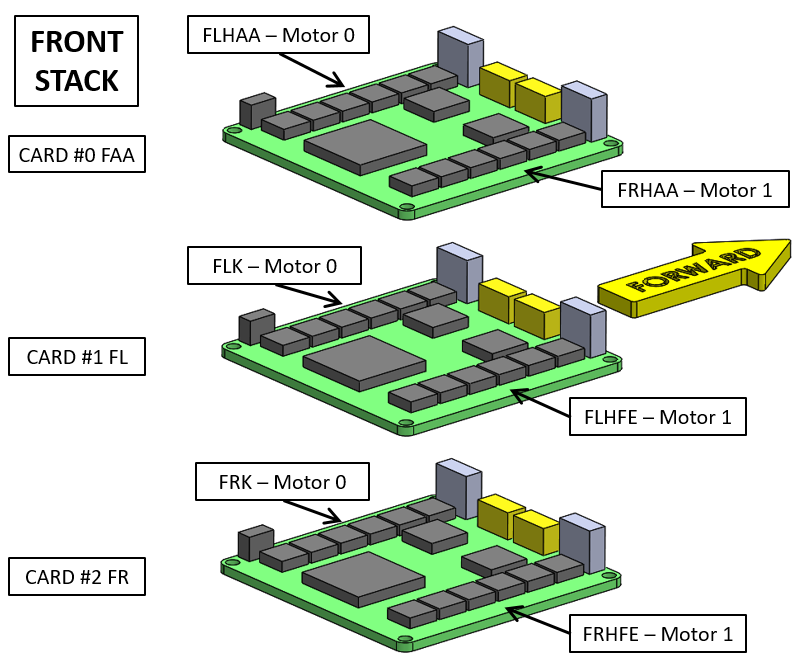 FRONT
STACK
FLHAA – Motor 0
CARD #0 FAA
FRHAA – Motor 1
FLK – Motor 0
FORWARD
CARD #1 FL
FLHFE – Motor 1
FRK – Motor 0
CARD #2 FR
FRHFE – Motor 1